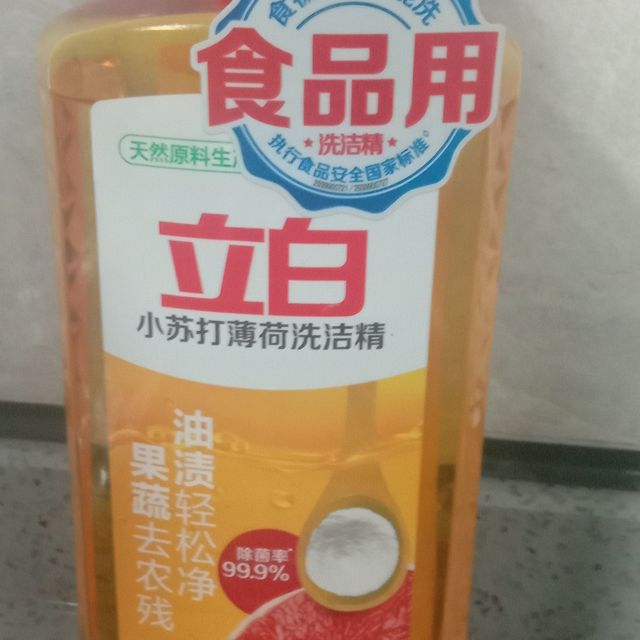 食品用
洗洁精
执行食品安全国家标准
天然原料生
立白
小苏打薄荷洗洁精
油渍轻松净
果蔬去农残
除菌率
99.9%